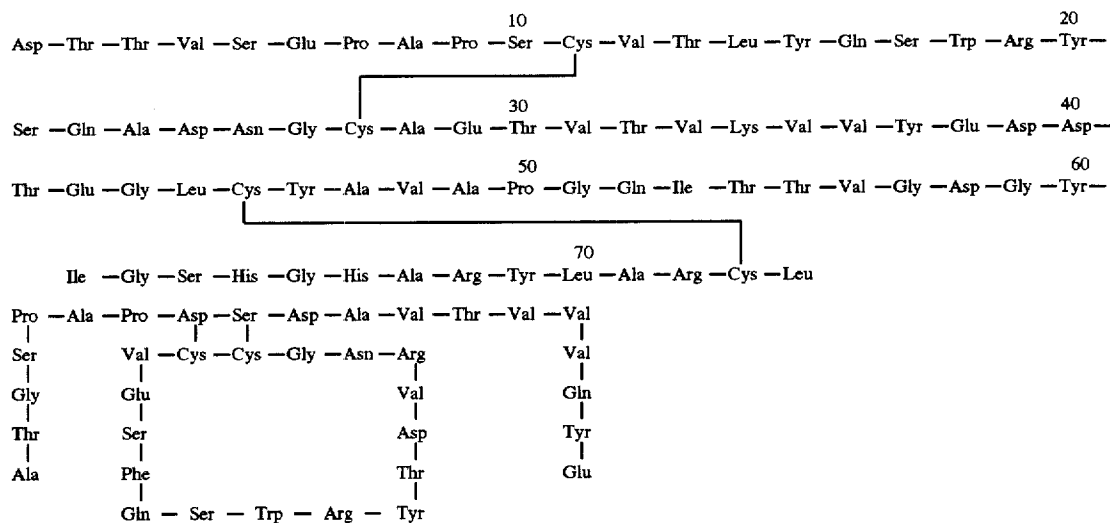 10 20
Asp — Thr — Thr — Val — Ser — Glu — Pro — Ala — Pro — Ser — Cys — Val — Thr — Leu — Tyr — Gln — Ser — Trp — Arg — Tyr —
30 40
Ser — Gln — Ala — Asp — Asn — Gly — Cys — Ala — Glu — Thr — Val — Thr — Val — Lys — Val — Val — Tyr — Glu — Asp — Asp —
50 60
Thr — Glu — Gly — Leu — Cys — Tyr — Ala — Val — Ala — Pro — Gly — Gln — Ile — Thr — Thr — Val — Gly — Asp — Gly — Tyr —
70
Ile — Gly — Ser — His — Gly — His — Ala — Arg — Tyr — Leu — Ala — Arg — Cys — Leu
Pro — Ala — Pro — Asp — Ser — Asp — Ala — Val — Thr — Val — Val
Ser Val — Cys — Cys — Gly — Asn — Arg Val
Gly Glu Val Gln
Thr Ser Asp Tyr
Ala Phe Thr Glu
Gln — Ser — Trp — Arg — Tyr